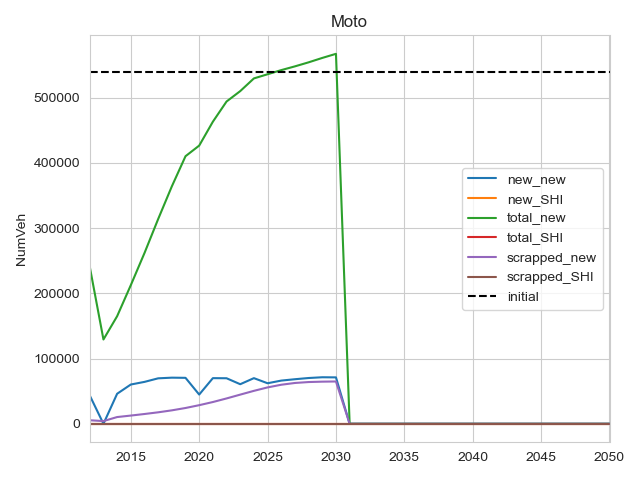 Moto
NumVeh
500000
400000
300000
200000
100000
0
new_new
new_SHI
total_new
total_SHI
scrapped_new
scrapped_SHI
initial
2015 2020 2025 2030 2035 2040 2045 2050